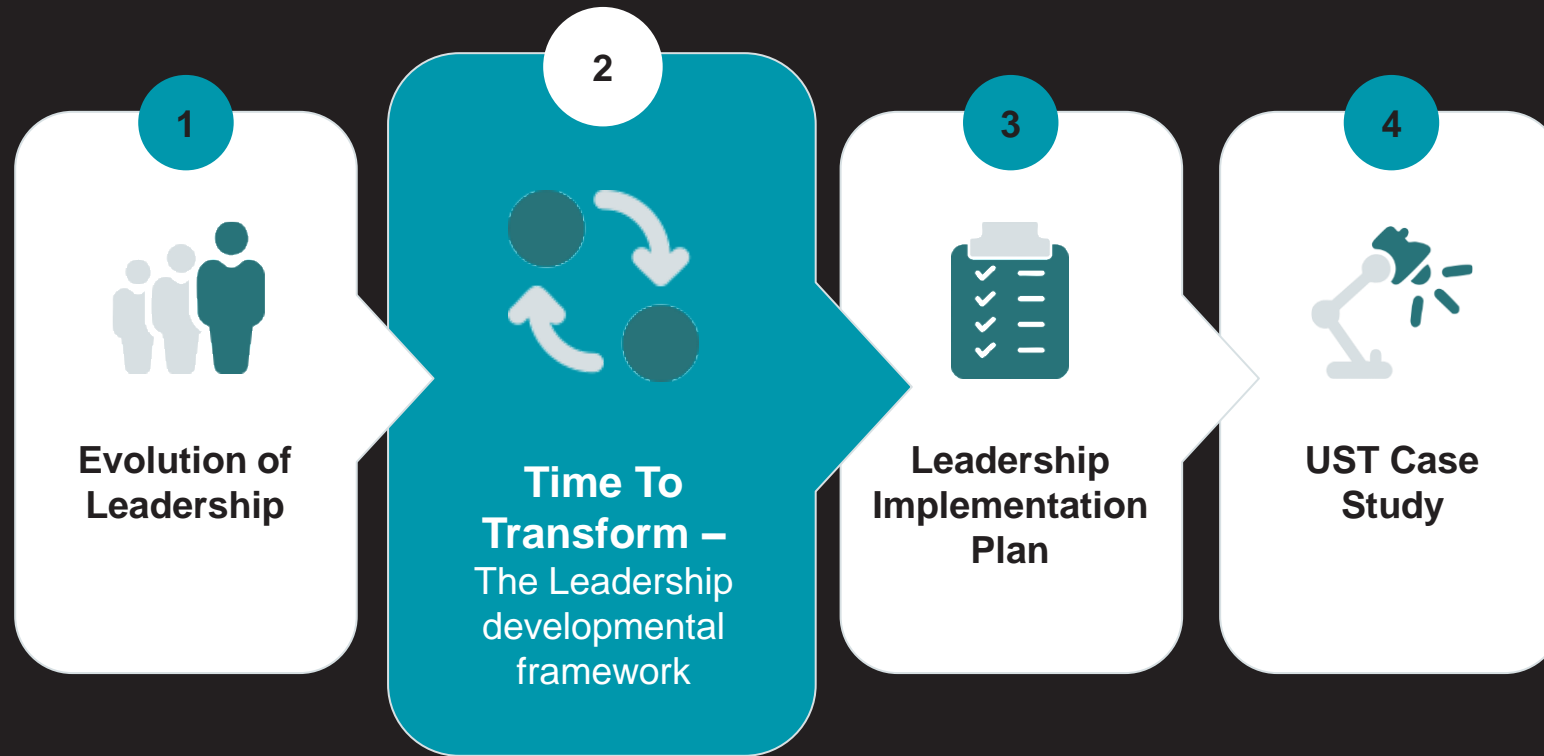 1
Evolution of
Leadership
2
Time To
Transform –
The Leadership
developmental
framework
3
Leadership
Implementation
Plan
4
UST Case
Study